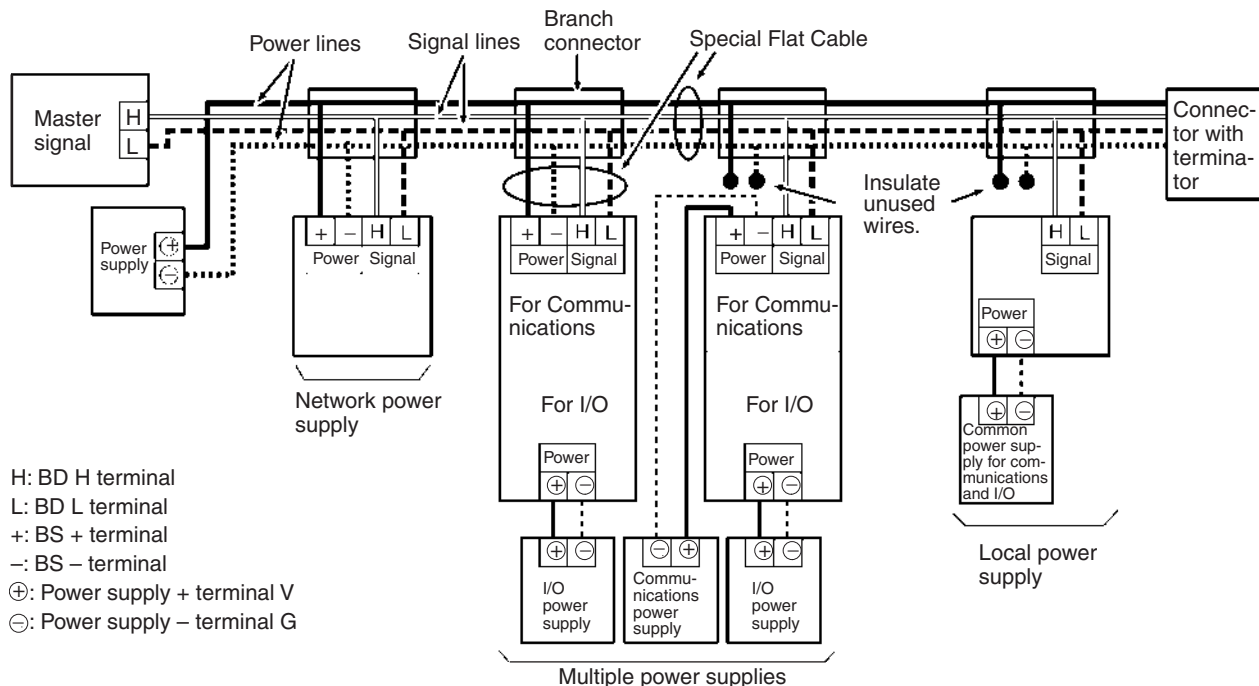 Branch
connector
Power lines
Signal lines
Special Flat Cable
Master
signal
H
L
Connec-
tor with
termina-
tor
Power
supply
+
−
Insulate
unused
wires.
+ − H L
Power Signal
+ − H L
Power Signal
For Commu-
nications
For I/O
Power
+ −
+ − H L
Power Signal
For Commu-
nications
For I/O
Power
+ −
H L
Signal
Power
+ −
Network power
supply
+ −
Common
power sup-
ply for com-
munications
and I/O
Local power
supply
+ −
I/O
power
supply
− +
Commu-
nications
power
supply
+ −
I/O
power
supply
Multiple power supplies
H: BD H terminal
L: BD L terminal
+: BS + terminal
–: BS – terminal
⊕: Power supply + terminal V
⊖: Power supply – terminal G